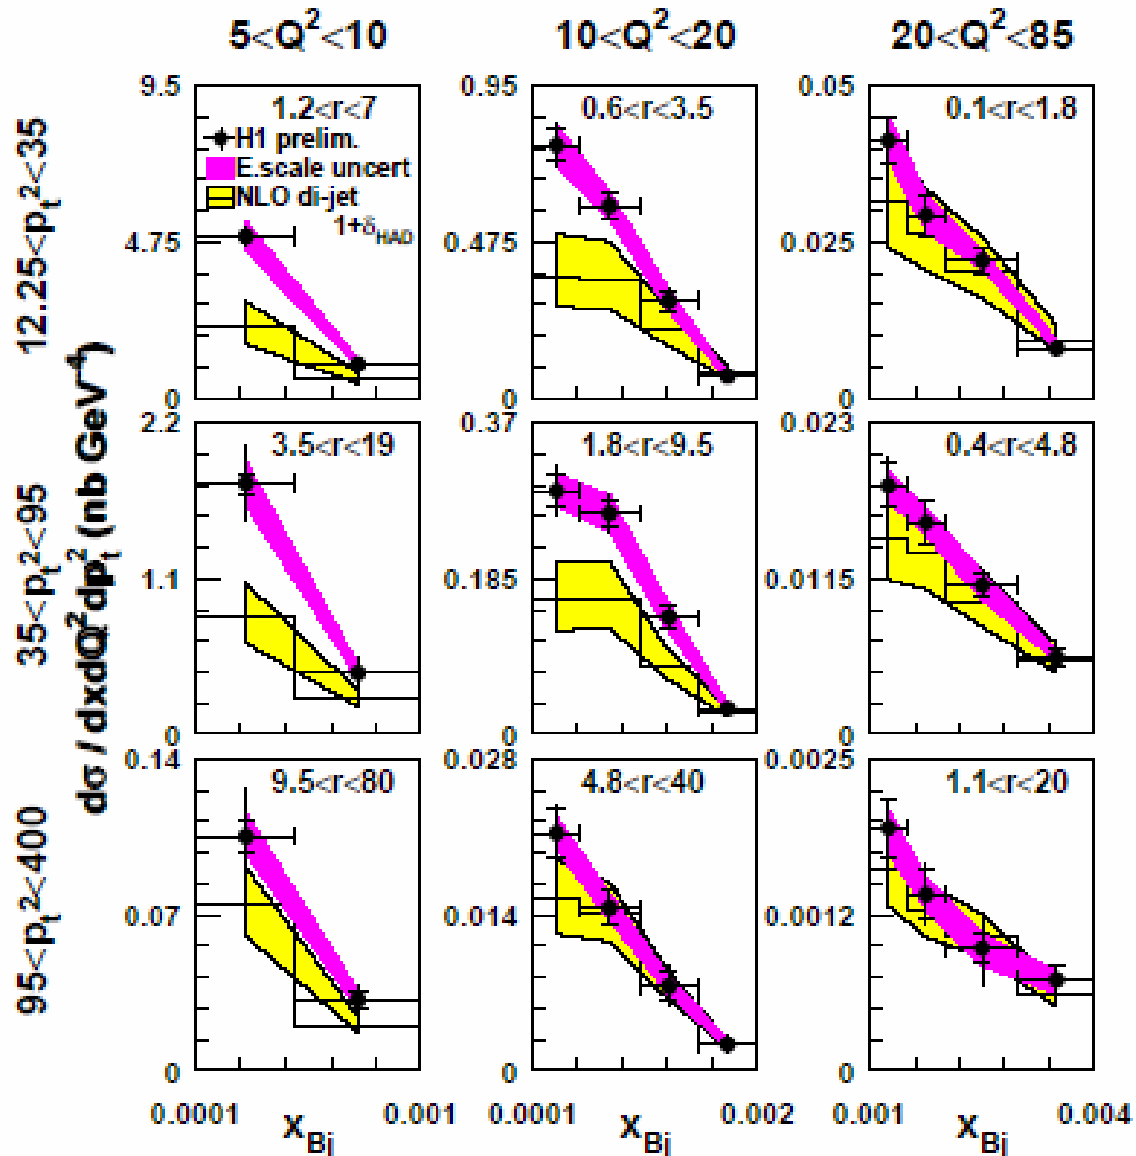 5<Q²<10 10<Q²<20 20<Q²<85
12.25<pₜ²<35
35<pₜ²<95
95<pₜ²<400
dσ / dxdQ²dpₜ² (nb GeV⁻⁴)
9.5
4.75
0
1.2<r<7
H1 prelim.
E.scale uncert
NLO di-jet
1+δ_HAD
0.95
0.475
0
0.6<r<3.5
0.05
0.025
0
0.1<r<1.8
2.2
1.1
0
3.5<r<19
0.37
0.185
0
1.8<r<9.5
0.023
0.0115
0
0.4<r<4.8
0.14
0.07
0
9.5<r<80
0.028
0.014
0
4.8<r<40
0.0025
0.0012
0
1.1<r<20
0.0001 0.001
0.0001 0.002
0.001 0.004
x_Bj x_Bj x_Bj